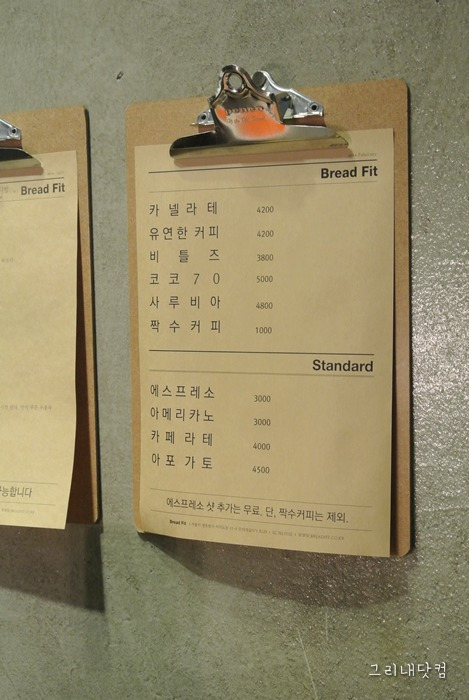 Bread Fit
카넬라테 4200
유연한커피 4200
비틀즈 3800
코코70 5000
사루비아 4800
짝수커피 1000
Standard
에스프레소 3000
아메리카노 3000
카페라테 4000
아포가토 4500
에스프레소 샷 추가는 무료, 단, 짝수커피는 제외.
Bread Fit
Bread Fit
능합니다
그리내닷컴